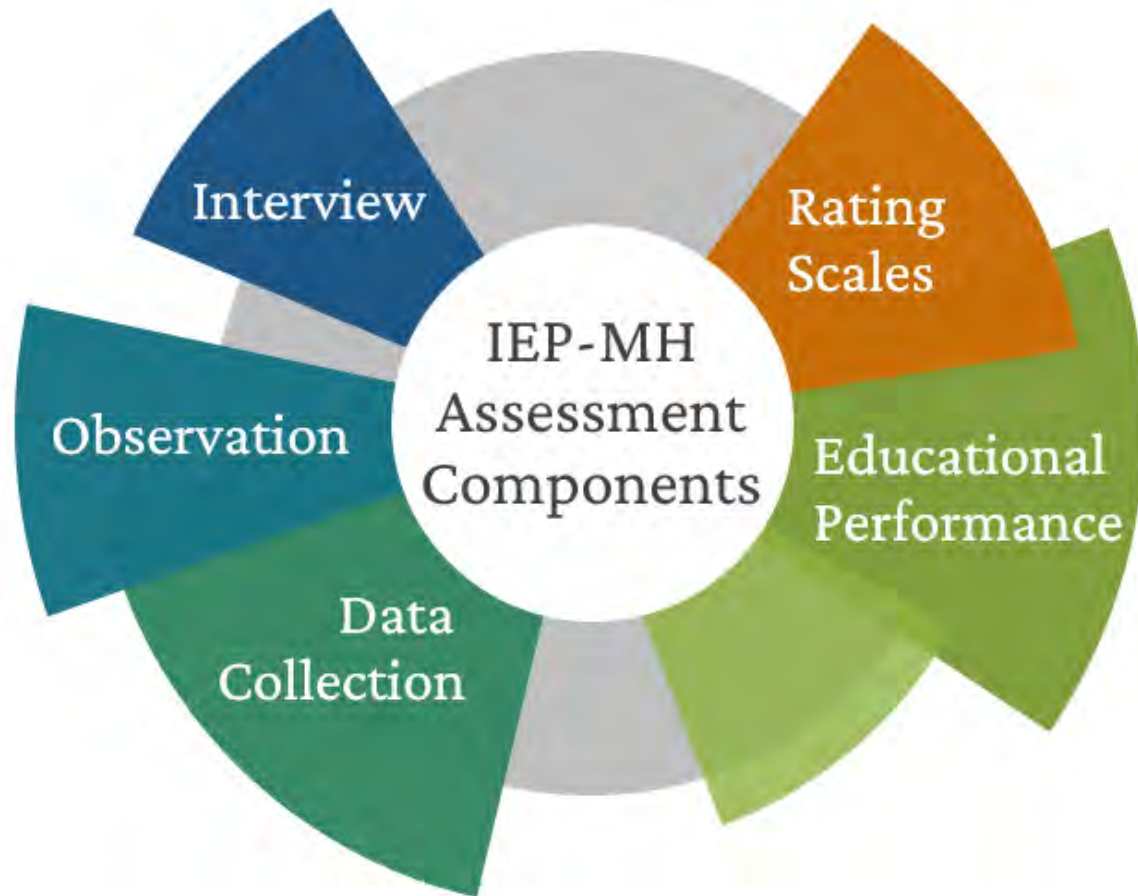 IEP-MH
Assessment
Components
Interview
Rating
Scales
Educational
Performance
Data
Collection
Observation